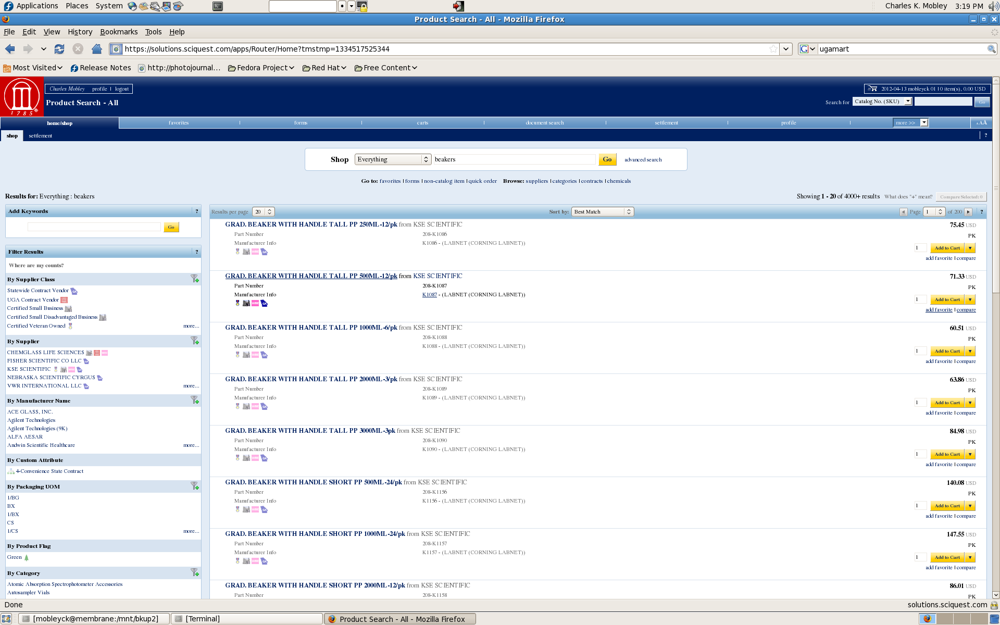 Applications Places System
Charles K. Mobley 3:19 PM
Product Search - All - Mozilla Firefox
File Edit View History Bookmarks Tools Help
https://solutions.sciquest.com/apps/Router/Home?tmstmp=1334517525344
ugamart
Most Visited Release Notes http://photojournal... Fedora Project Red Hat Free Content
Charles Mobley profile | logout
2012-04-13 mobleyck 01 | 0 item(s), 0.00 USD
1785
Product Search - All
Search for Catalog No. (SKU) Go
home/shop favorites forms carts document search settlement profile more >> AAA
shop settlement ?
Shop Everything beakers Go advanced search
Go to: favorites | forms | non-catalog item | quick order Browse: suppliers | categories | contracts | chemicals
Results for: Everything : beakers
Showing 1 - 20 of 4000+ results What does "+" mean? Compare Selected: 0
Add Keywords ?
Go
Filter Results ?
Where are my counts?
By Supplier Class
Statewide Contract Vendor
UGA Contract Vendor
Certified Small Business
Certified Small Disadvantaged Business
Certified Veteran Owned more...
By Supplier
CHEMGLASS LIFE SCIENCES
FISHER SCIENTIFIC CO LLC
KSE SCIENTIFIC
NEBRASKA SCIENTIFIC CYRGUS
VWR INTERNATIONAL LLC more...
By Manufacturer Name
ACE GLASS, INC.
Agilent Technologies
Agilent Technologies (9K)
ALFA AESAR
Andwin Scientific Healthcare more...
By Custom Attribute
4-Convenience State Contract
By Packaging UOM
1/BG
BX
1/BX
CS
1/CS more...
By Product Flag
Green
By Category
Atomic Absorption Spectrophotometer Accessories
Autosampler Vials
Results per page 20 Sort by: Best Match Page 1 of 200 ?
GRAD. BEAKER WITH HANDLE TALL PP 250ML-12/pk from KSE SCIENTIFIC 75.45 USD
Part Number 208-K1086 PK
Manufacturer Info K1086 - (LABNET (CORNING LABNET))
1 Add to Cart
add favorite | compare
GRAD. BEAKER WITH HANDLE TALL PP 500ML-12/pk from KSE SCIENTIFIC 71.33 USD
Part Number 208-K1087 PK
Manufacturer Info K1087 - (LABNET (CORNING LABNET))
1 Add to Cart
add favorite | compare
GRAD. BEAKER WITH HANDLE TALL PP 1000ML-6/pk from KSE SCIENTIFIC 60.51 USD
Part Number 208-K1088 PK
Manufacturer Info K1088 - (LABNET (CORNING LABNET))
1 Add to Cart
add favorite | compare
GRAD. BEAKER WITH HANDLE TALL PP 2000ML-3/pk from KSE SCIENTIFIC 63.86 USD
Part Number 208-K1089 PK
Manufacturer Info K1089 - (LABNET (CORNING LABNET))
1 Add to Cart
add favorite | compare
GRAD. BEAKER WITH HANDLE TALL PP 3000ML-3pk from KSE SCIENTIFIC 84.98 USD
Part Number 208-K1090 PK
Manufacturer Info K1090 - (LABNET (CORNING LABNET))
1 Add to Cart
add favorite | compare
GRAD. BEAKER WITH HANDLE SHORT PP 500ML-24/pk from KSE SCIENTIFIC 140.08 USD
Part Number 208-K1156 PK
Manufacturer Info K1156 - (LABNET (CORNING LABNET))
1 Add to Cart
add favorite | compare
GRAD. BEAKER WITH HANDLE SHORT PP 1000ML-24/pk from KSE SCIENTIFIC 147.55 USD
Part Number 208-K1157 PK
Manufacturer Info K1157 - (LABNET (CORNING LABNET))
1 Add to Cart
add favorite | compare
GRAD. BEAKER WITH HANDLE SHORT PP 2000ML-12/pk from KSE SCIENTIFIC 86.01 USD
Part Number 208-K1158 PK
Done solutions.sciquest.com
[mobleyck@membrane:/mnt/bkup2] [Terminal] Product Search - All - Mozilla Firefox